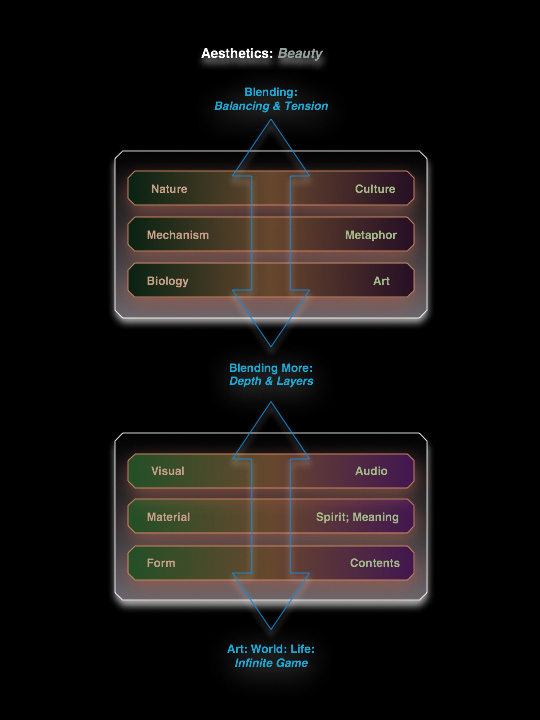 Aesthetics: Beauty
Blending:
Balancing & Tension
Nature Culture
Mechanism Metaphor
Biology Art
Blending More:
Depth & Layers
Visual Audio
Material Spirit; Meaning
Form Contents
Art: World: Life:
Infinite Game